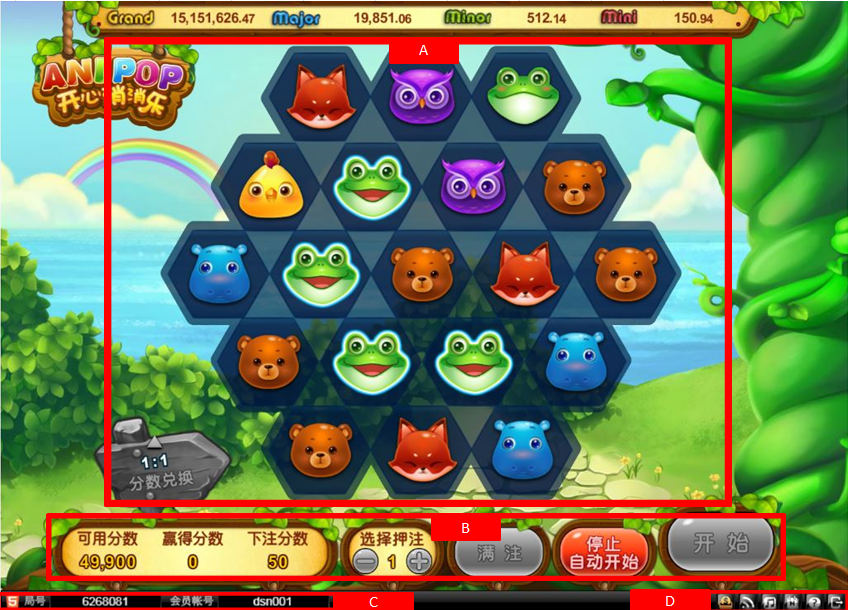 Grand 15,151,626.47 Major 19,851.06 Minor 512.14 Mini 150.94
A
ANIPOP
开心消消乐
1:1
分数兑换
B
可用分数 赢得分数 下注分数 选择押注
49,900 0 50 1
满 注
停止
自动开始
开 始
局号 6268081 会员帐号 dsn001 C D